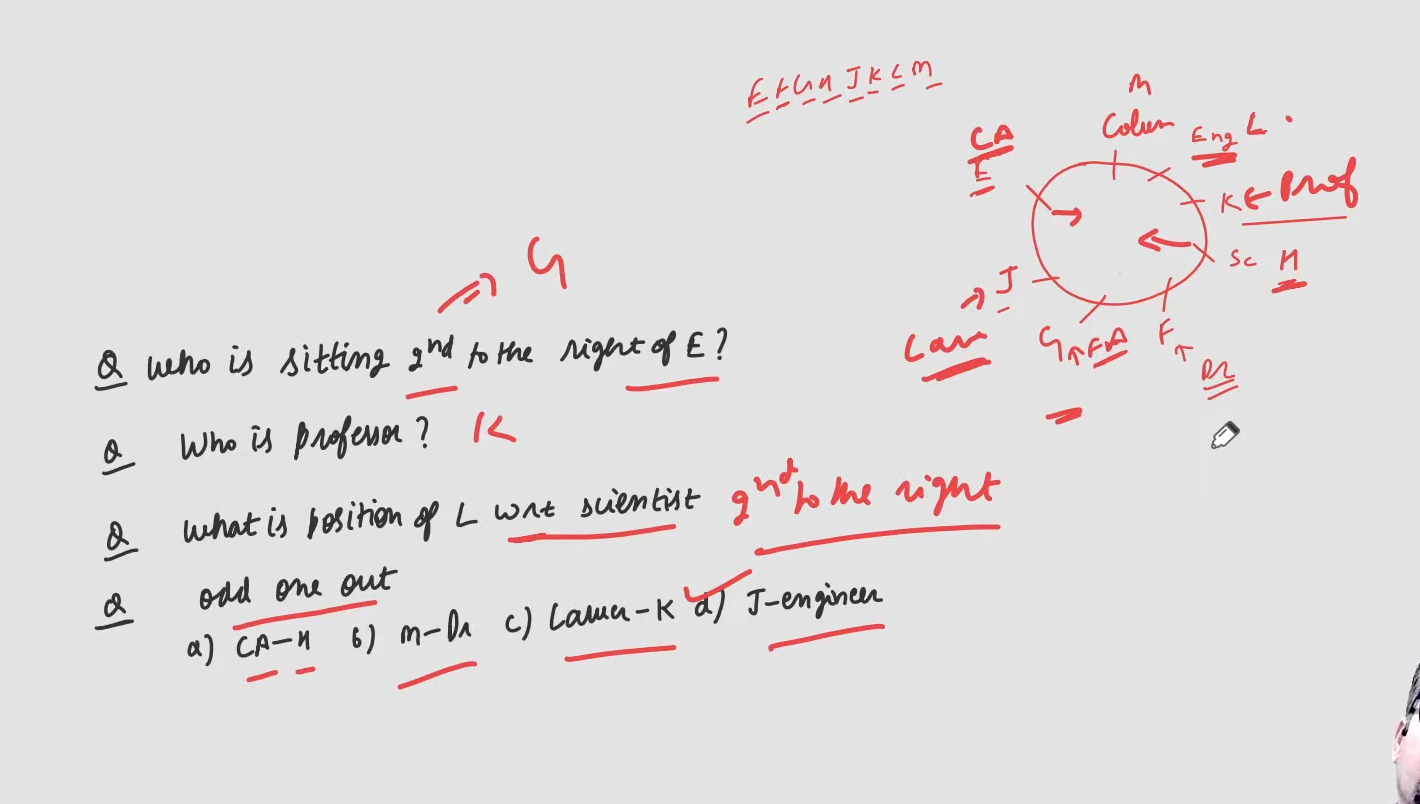 E F G H J K L M
M
Colum
Eng L .
CA
E
K ← Prof
Sc H
J
G
Law
G ↑ FA
F ↑
Dr
Q who is sitting 2nd to the right of E?
Q Who is professor? K
Q What is position of L wrt scientist 2nd to the right
Q odd one out
a) CA-H b) M-Dr c) Lawer-K d) J-engineer